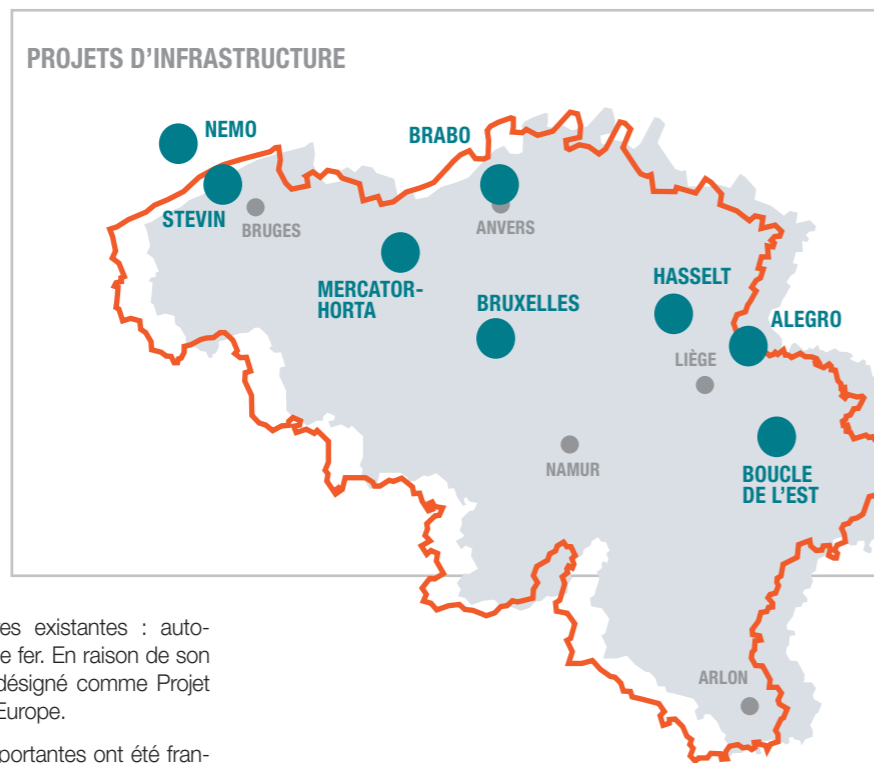 PROJETS D'INFRASTRUCTURE
NEMO
BRABO
STEVIN
BRUGES
ANVERS
MERCATOR-
HORTA
BRUXELLES
HASSELT
ALEGRO
LIÈGE
NAMUR
BOUCLE
DE L'EST
ARLON
res existantes : auto-
e fer. En raison de son
désigné comme Projet
Europe.
portantes ont été fran-